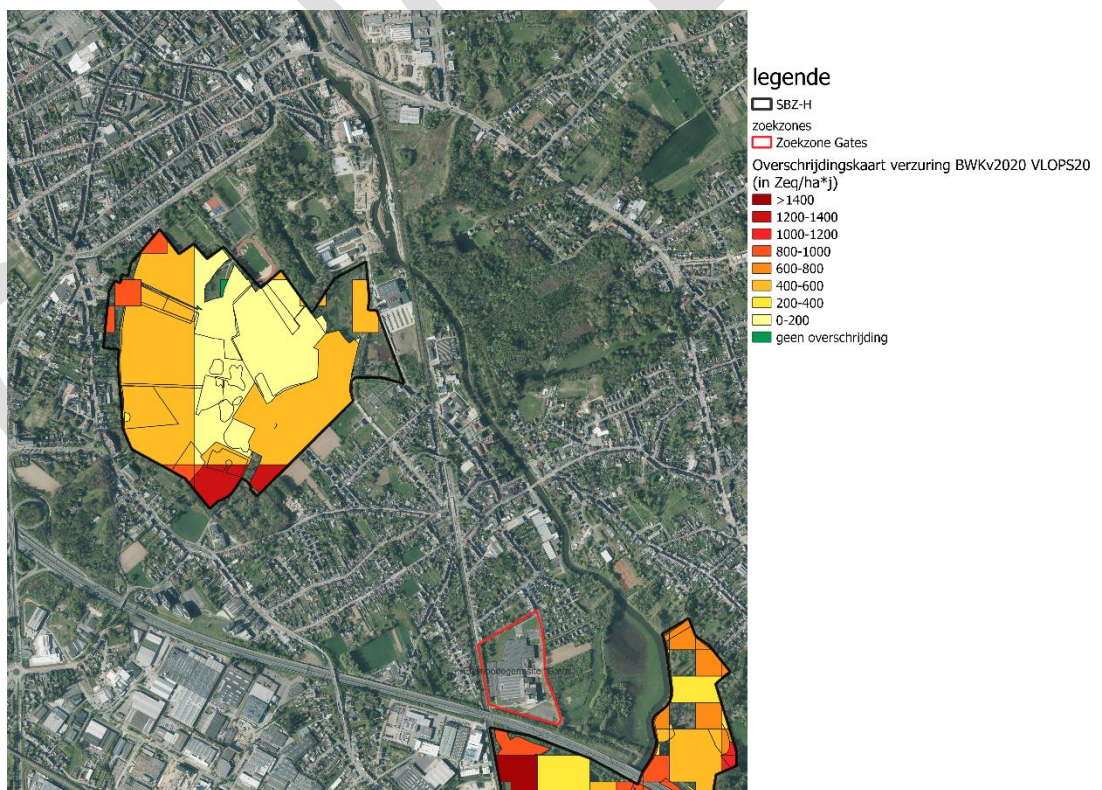 legende
SBZ-H
zoekzones
Zoekzone Gates
Overschrijdingskaart verzuring BWKv2020 VLOPS20
(in Zeq/ha*j)
>1400
1200-1400
1000-1200
800-1000
600-800
400-600
200-400
0-200
geen overschrijding